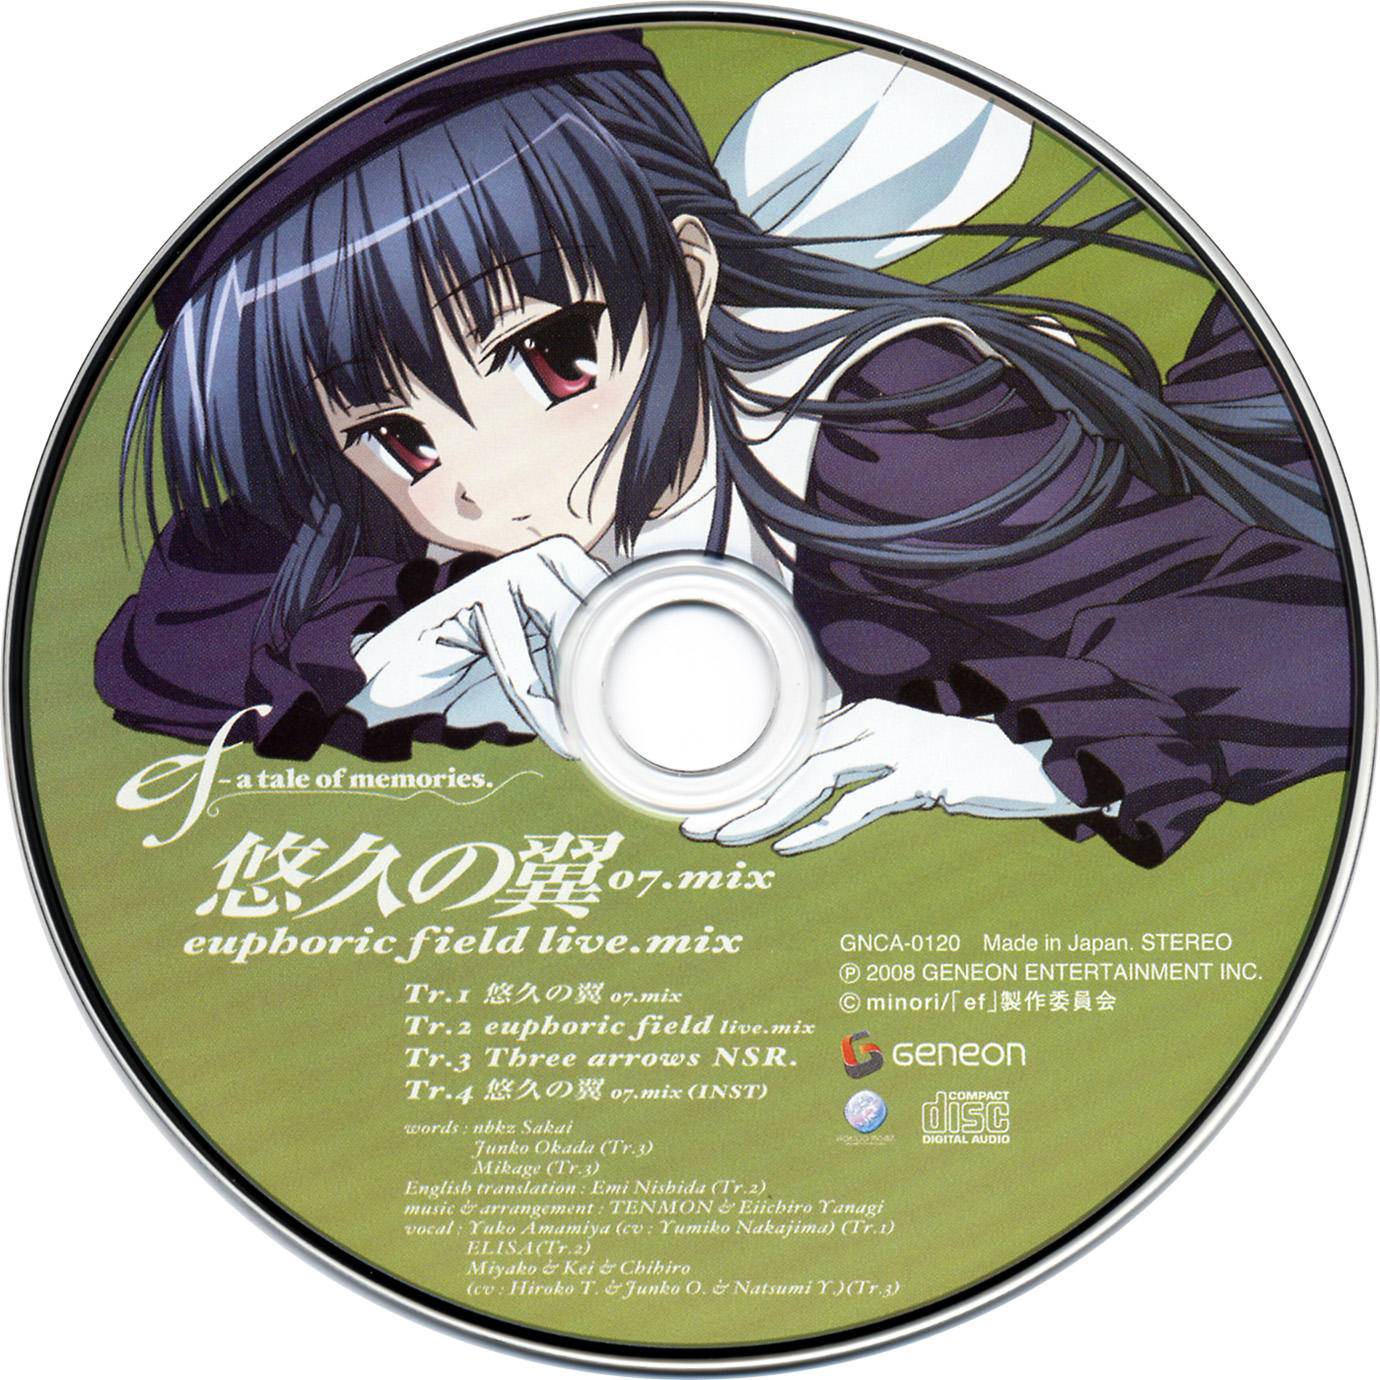 ef - a tale of memories.
悠久の翼 07.mix
euphoric field live.mix
Tr.1 悠久の翼 07.mix
Tr.2 euphoric field live.mix
Tr.3 Three arrows NSR.
Tr.4 悠久の翼 07.mix (INST)
words : nbkz Sakai
Junko Okada (Tr.3)
Mikage (Tr.3)
English translation : Emi Nishida (Tr.2)
music & arrangement : TENMON & Eiichiro Yanagi
vocal : Yuko Amamiya (cv : Yumiko Nakajima) (Tr.1)
ELISA(Tr.2)
Miyako & Kei & Chihiro
(cv : Hiroko T. & Junko O. & Natsumi Y.)(Tr.3)
GNCA-0120 Made in Japan. STEREO
Ⓟ 2008 GENEON ENTERTAINMENT INC.
© minori/「ef」製作委員会
GENEON
COMPACT
disc
DIGITAL AUDIO